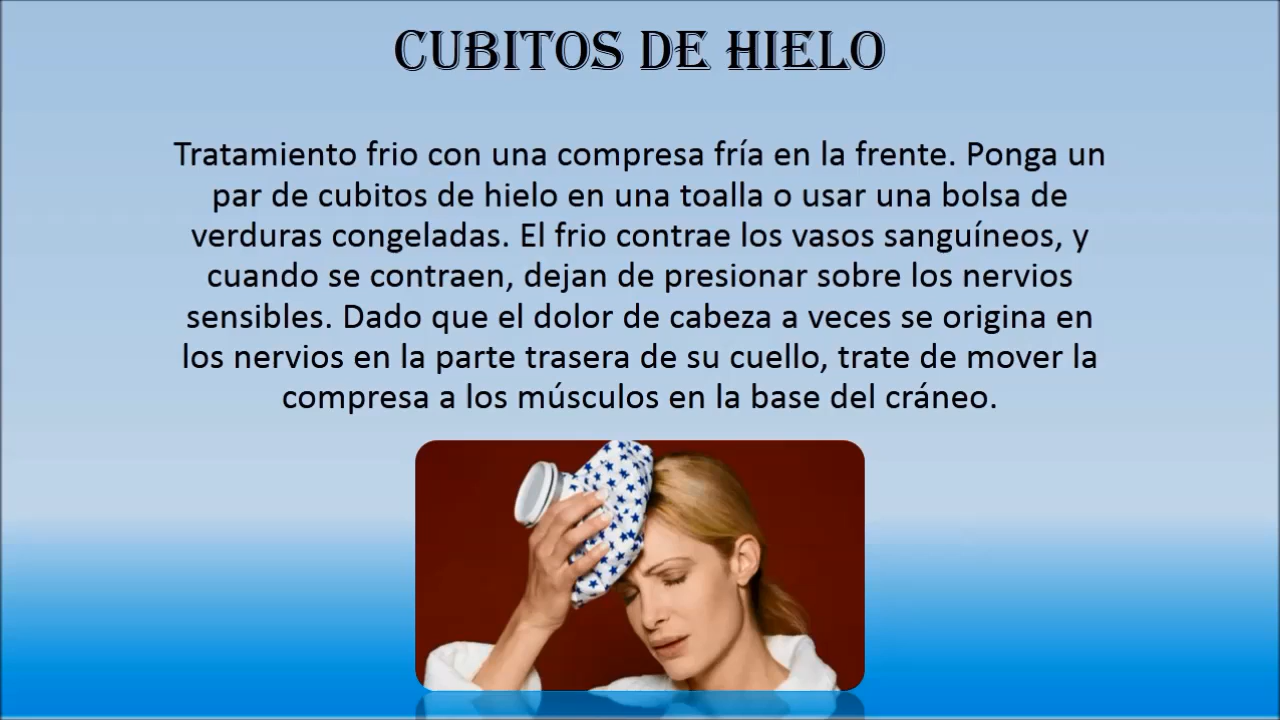 CUBITOS DE HIELO
Tratamiento frio con una compresa fría en la frente. Ponga un
par de cubitos de hielo en una toalla o usar una bolsa de
verduras congeladas. El frio contrae los vasos sanguíneos, y
cuando se contraen, dejan de presionar sobre los nervios
sensibles. Dado que el dolor de cabeza a veces se origina en
los nervios en la parte trasera de su cuello, trate de mover la
compresa a los músculos en la base del cráneo.